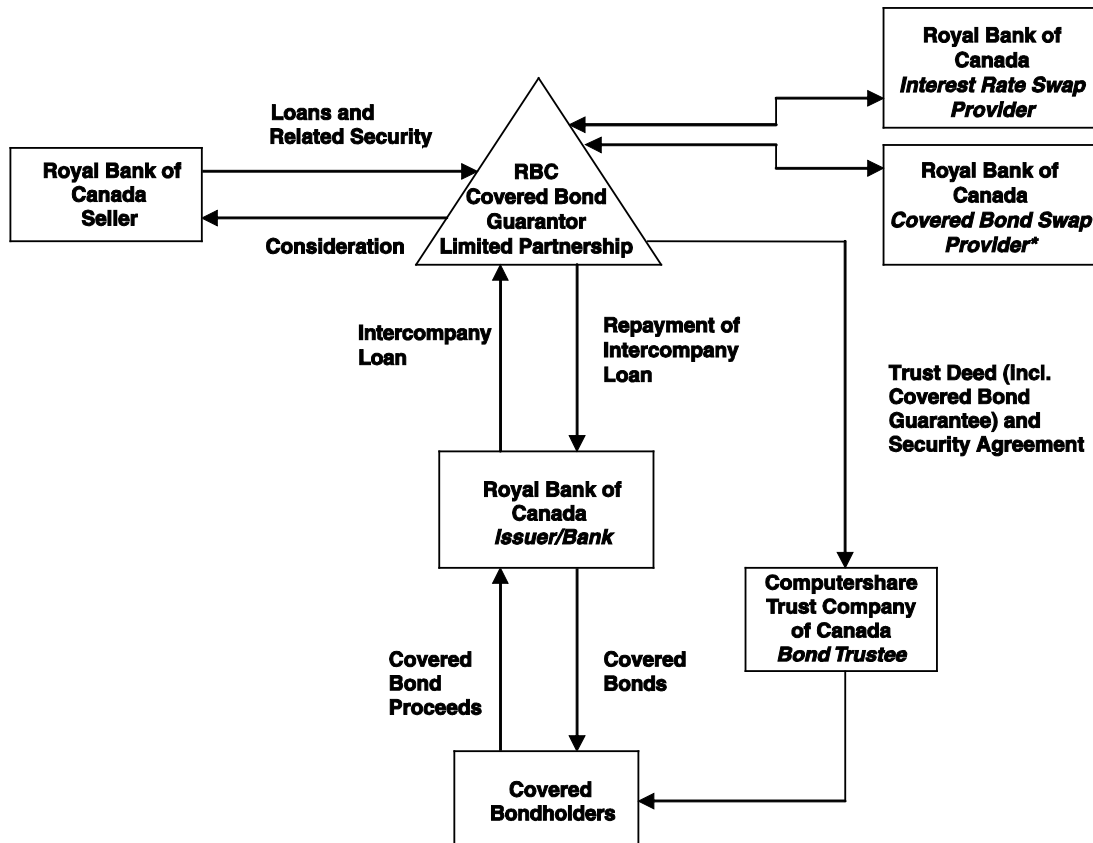 Royal Bank of
Canada
Interest Rate Swap
Provider
Loans and
Related Security
Royal Bank of
Canada
Seller
RBC
Covered Bond
Guarantor
Limited Partnership
Royal Bank of
Canada
Covered Bond Swap
Provider*
Consideration
Intercompany
Loan
Repayment of
Intercompany
Loan
Trust Deed (Incl.
Covered Bond
Guarantee) and
Security Agreement
Royal Bank of
Canada
Issuer/Bank
Computershare
Trust Company
of Canada
Bond Trustee
Covered
Bond
Proceeds
Covered
Bonds
Covered
Bondholders